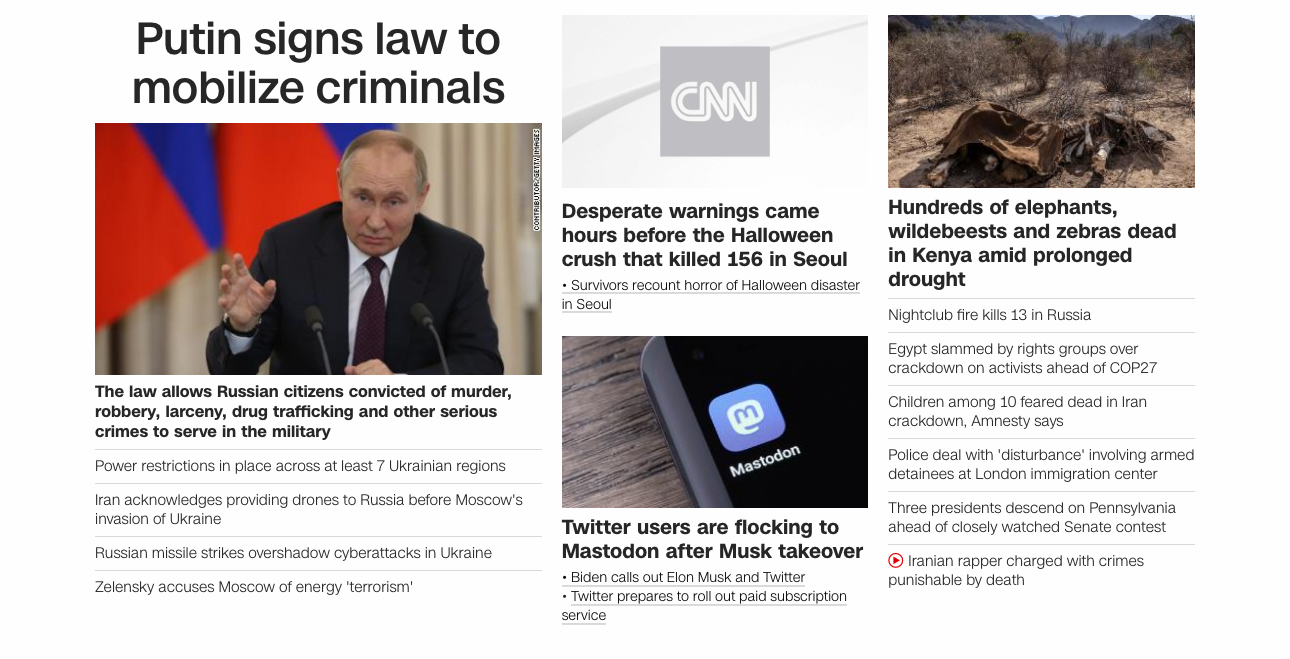 Putin signs law to
mobilize criminals
CONTRIBUTOR/GETTY IMAGES
The law allows Russian citizens convicted of murder,
robbery, larceny, drug trafficking and other serious
crimes to serve in the military
Power restrictions in place across at least 7 Ukrainian regions
Iran acknowledges providing drones to Russia before Moscow's
invasion of Ukraine
Russian missile strikes overshadow cyberattacks in Ukraine
Zelensky accuses Moscow of energy 'terrorism'
CNN
Desperate warnings came
hours before the Halloween
crush that killed 156 in Seoul
• Survivors recount horror of Halloween disaster
in Seoul
m
Mastodon
Twitter users are flocking to
Mastodon after Musk takeover
• Biden calls out Elon Musk and Twitter
• Twitter prepares to roll out paid subscription
service
Hundreds of elephants,
wildebeests and zebras dead
in Kenya amid prolonged
drought
Nightclub fire kills 13 in Russia
Egypt slammed by rights groups over
crackdown on activists ahead of COP27
Children among 10 feared dead in Iran
crackdown, Amnesty says
Police deal with 'disturbance' involving armed
detainees at London immigration center
Three presidents descend on Pennsylvania
ahead of closely watched Senate contest
Iranian rapper charged with crimes
punishable by death